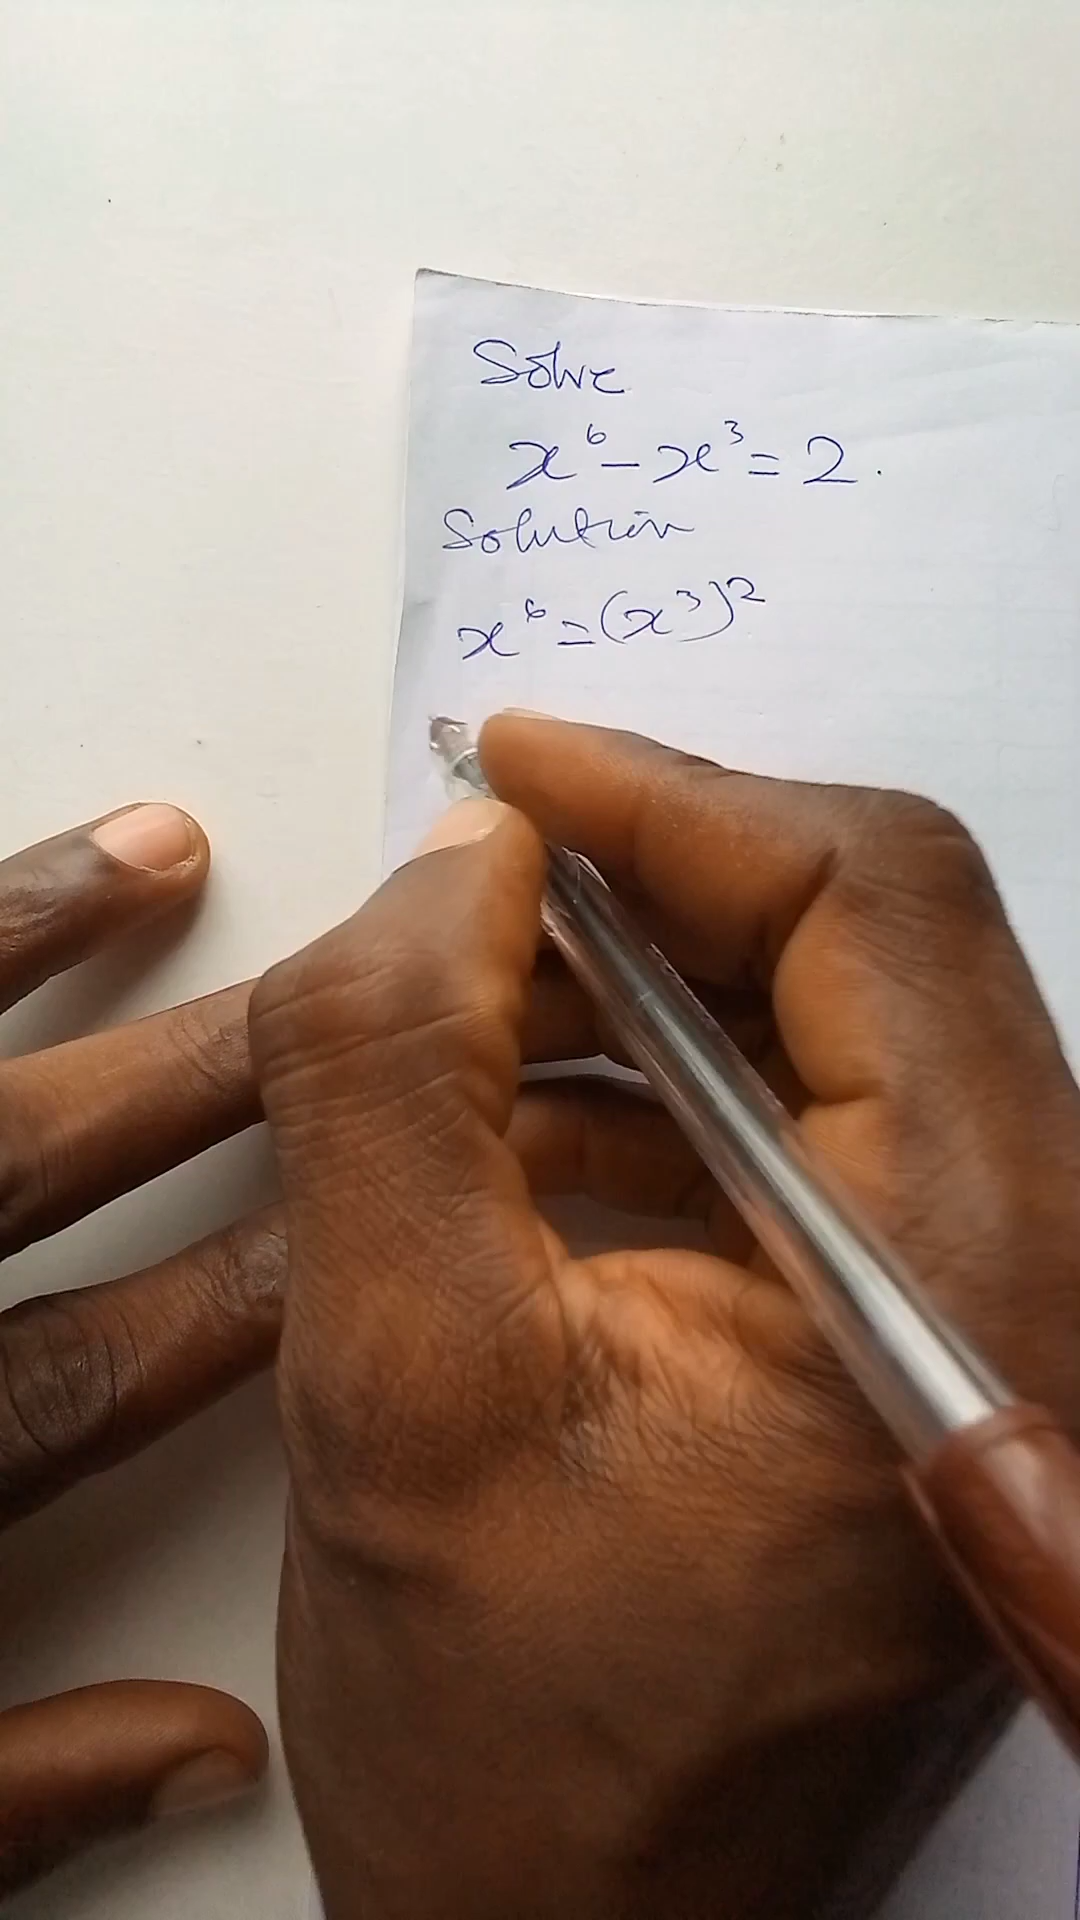 Solve
x⁶ - x³ = 2.
Solution
x⁶ = (x³)²